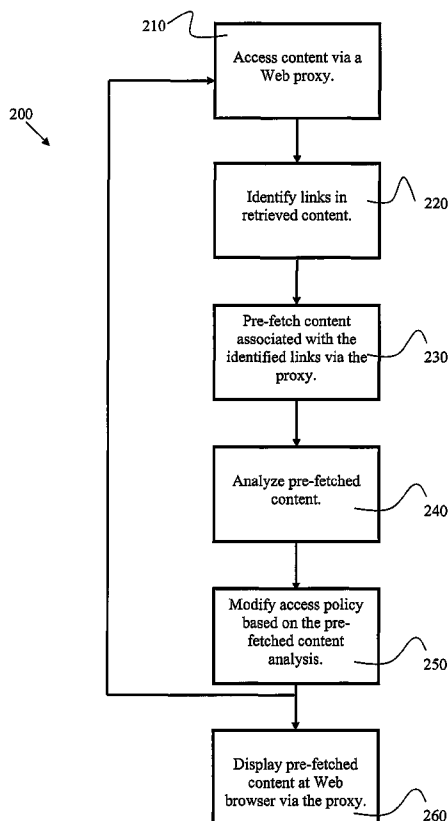 210
Access content via a
Web proxy.
200
Identify links in
retrieved content.
220
Pre-fetch content
associated with the
identified links via the
proxy.
230
Analyze pre-fetched
content.
240
Modify access policy
based on the pre-
fetched content
analysis.
250
Display pre-fetched
content at Web
browser via the proxy.
260